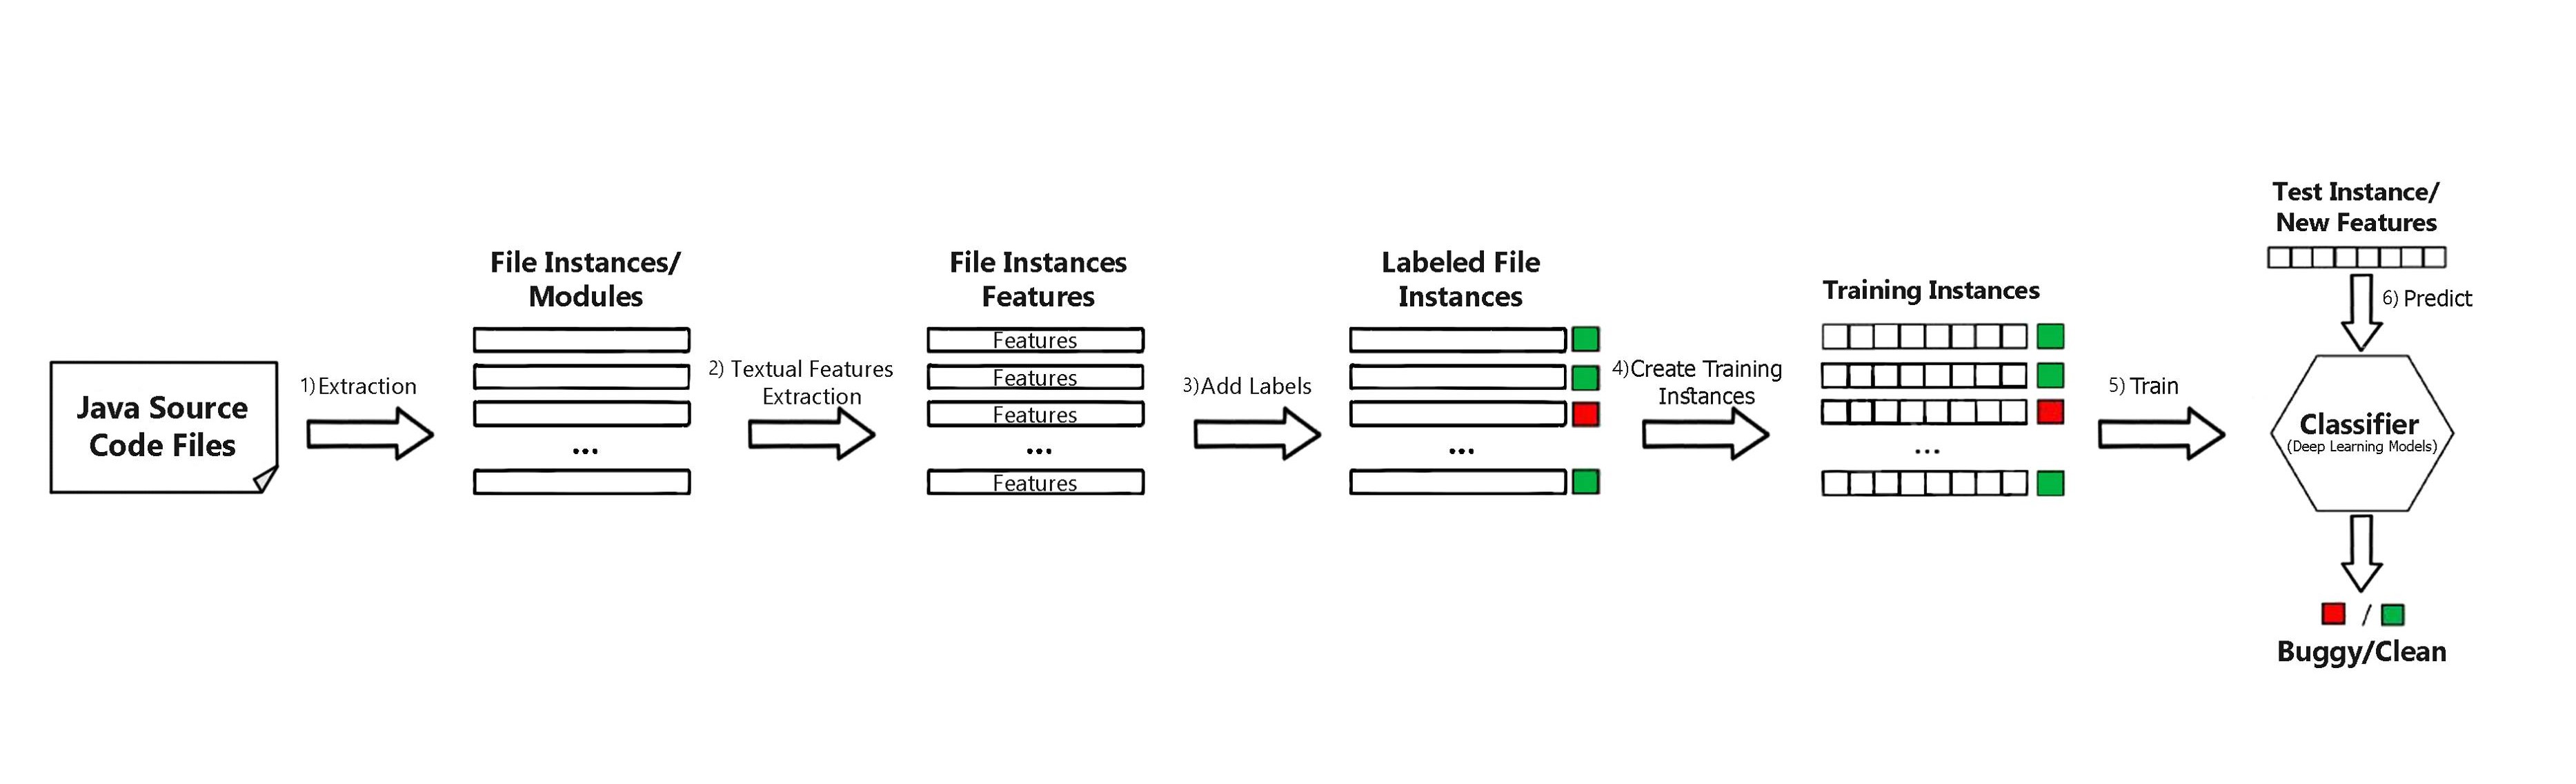 Java Source
Code Files
1)Extraction
File Instances/
Modules
...
2) Textual Features
Extraction
File Instances
Features
Features
Features
Features
...
Features
3)Add Labels
Labeled File
Instances
...
4)Create Training
Instances
Training Instances
...
5) Train
Test Instance/
New Features
6) Predict
Classifier
(Deep Learning Models)
/
Buggy/Clean